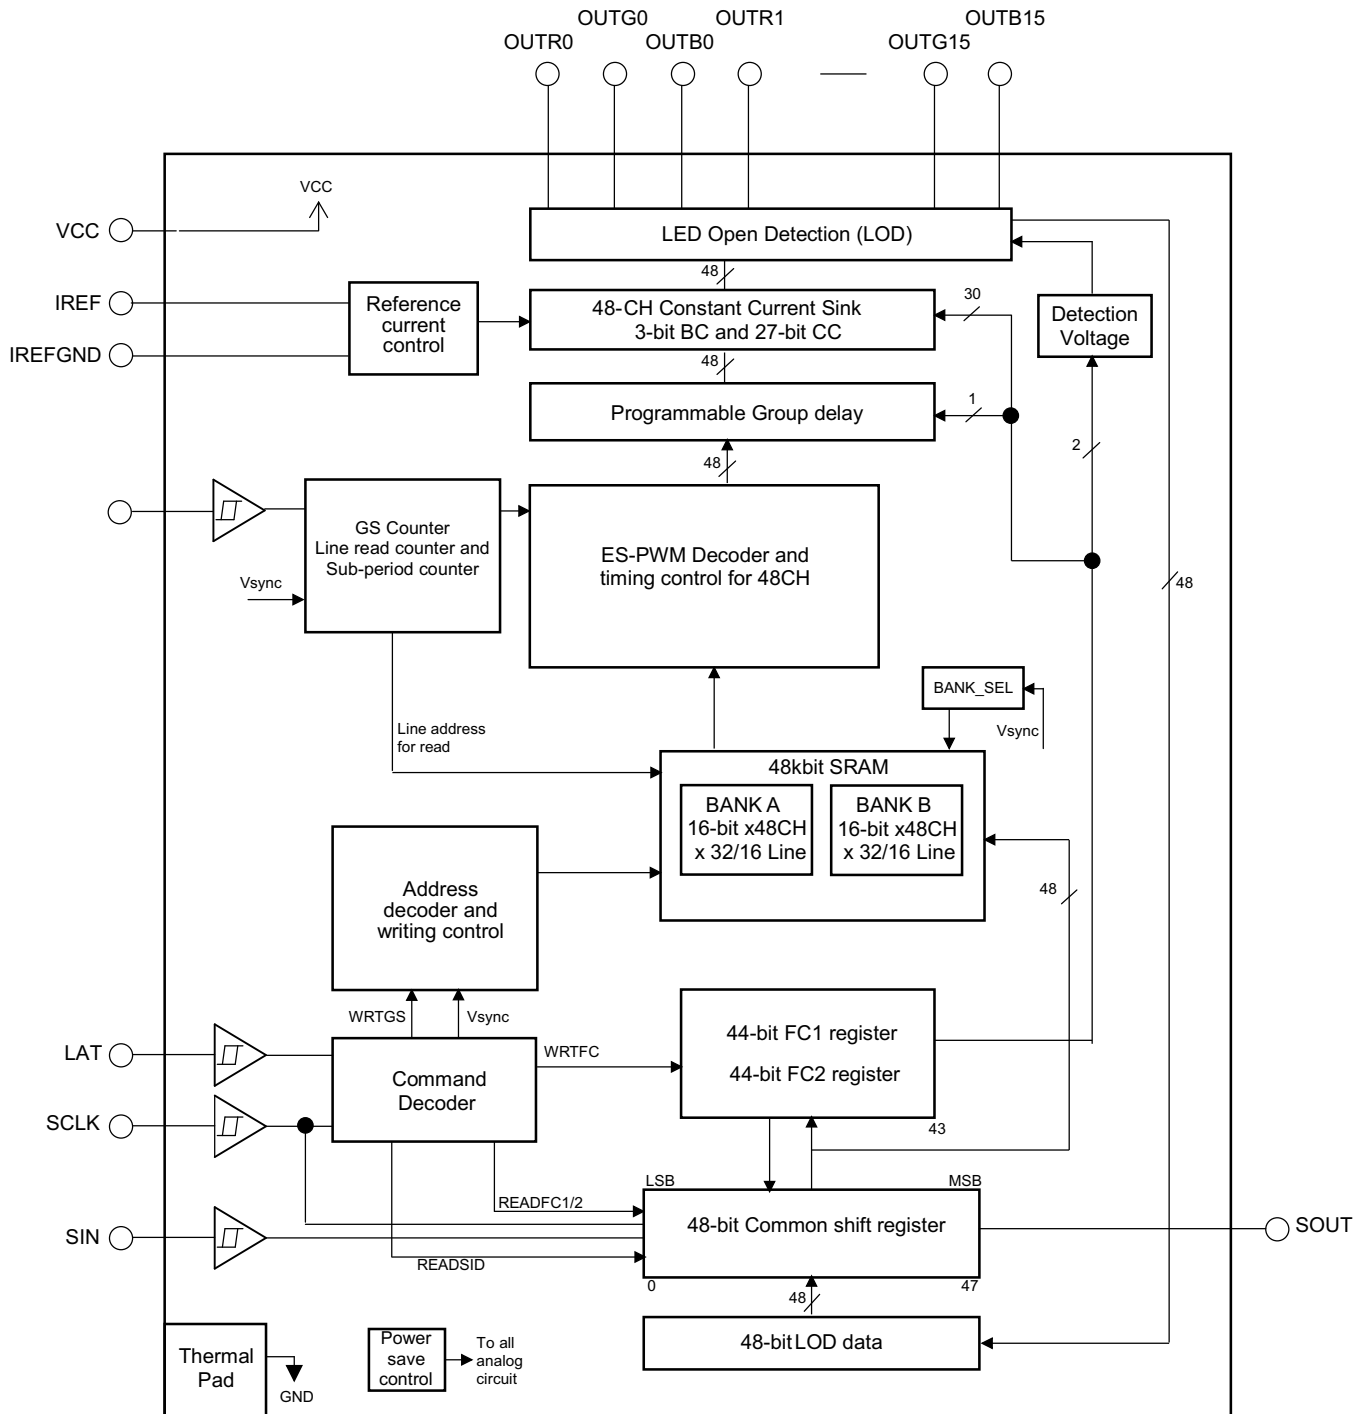 OUTG0
OUTR1
OUTB15
OUTR0
OUTB0
OUTG15
VCC
VCC
LED Open Detection (LOD)
48
IREF
IREFGND
Reference
current
control
48-CH Constant Current Sink
3-bit BC and 27-bit CC
30
Detection
Voltage
48
Programmable Group delay
1
2
48
GS Counter
Line read counter and
Sub-period counter
Vsync
ES-PWM Decoder and
timing control for 48CH
48
BANK_SEL
Vsync
Line address
for read
48kbit SRAM
BANK A
16-bit x48CH
x 32/16 Line
BANK B
16-bit x48CH
x 32/16 Line
48
Address
decoder and
writing control
WRTGS
Vsync
LAT
SCLK
Command
Decoder
WRTFC
44-bit FC1 register
44-bit FC2 register
43
LSB
MSB
READFC1/2
48-bit Common shift register
SIN
READSID
SOUT
0
47
48
48-bit LOD data
Thermal
Pad
GND
Power
save
control
To all
analog
circuit